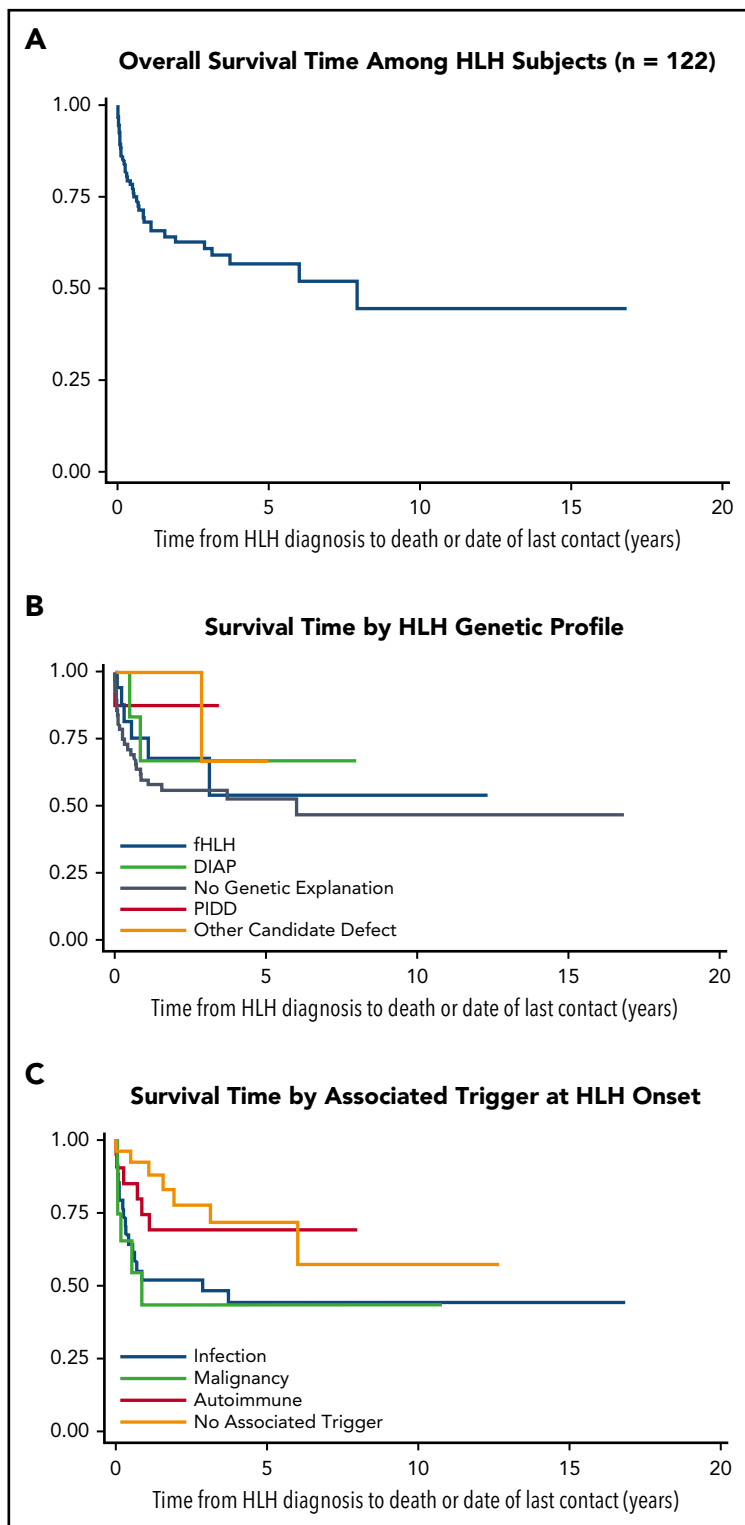 A
Overall Survival Time Among HLH Subjects (n = 122)
1.00
0.75
0.50
0.25
0.00
0 5 10 15 20
Time from HLH diagnosis to death or date of last contact (years)
B
Survival Time by HLH Genetic Profile
1.00
0.75
0.50
0.25
0.00
fHLH
DIAP
No Genetic Explanation
PIDD
Other Candidate Defect
0 5 10 15 20
Time from HLH diagnosis to death or date of last contact (years)
C
Survival Time by Associated Trigger at HLH Onset
1.00
0.75
0.50
0.25
0.00
Infection
Malignancy
Autoimmune
No Associated Trigger
0 5 10 15 20
Time from HLH diagnosis to death or date of last contact (years)